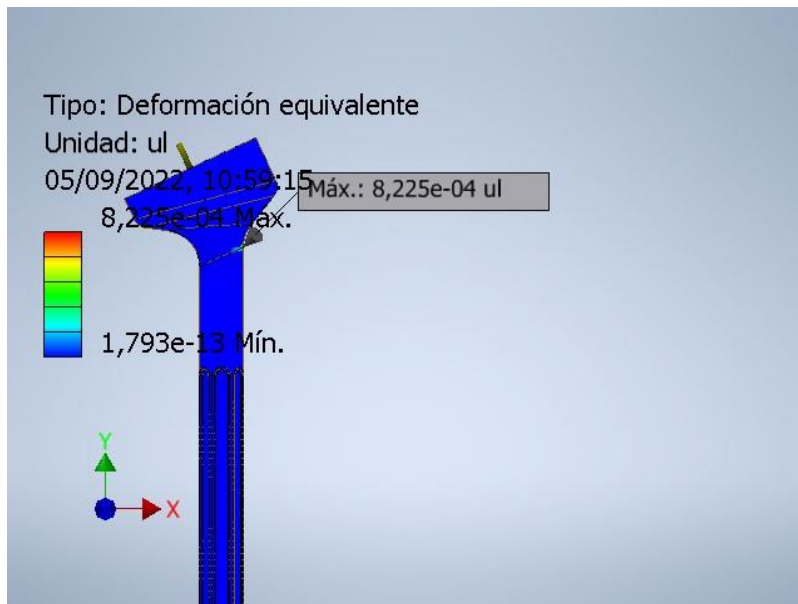 Tipo: Deformación equivalente
Unidad: ul
05/09/2022, 10:59:15
Máx.: 8,225e-04 ul
8,225e-04 Máx.
1,793e-13 Mín.
Y
X